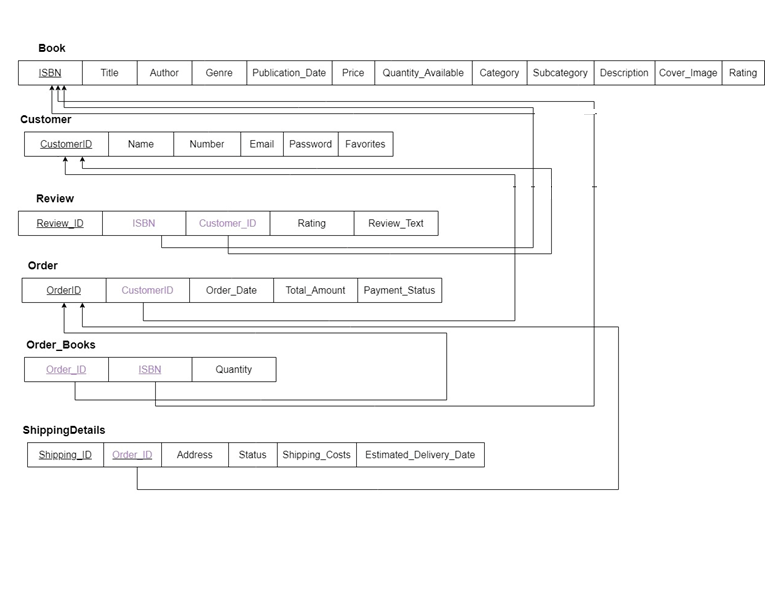 Book
ISBN Title Author Genre Publication_Date Price Quantity_Available Category Subcategory Description Cover_Image Rating
Customer
CustomerID Name Number Email Password Favorites
Review
Review_ID ISBN Customer_ID Rating Review_Text
Order
OrderID CustomerID Order_Date Total_Amount Payment_Status
Order_Books
Order_ID ISBN Quantity
ShippingDetails
Shipping_ID Order_ID Address Status Shipping_Costs Estimated_Delivery_Date